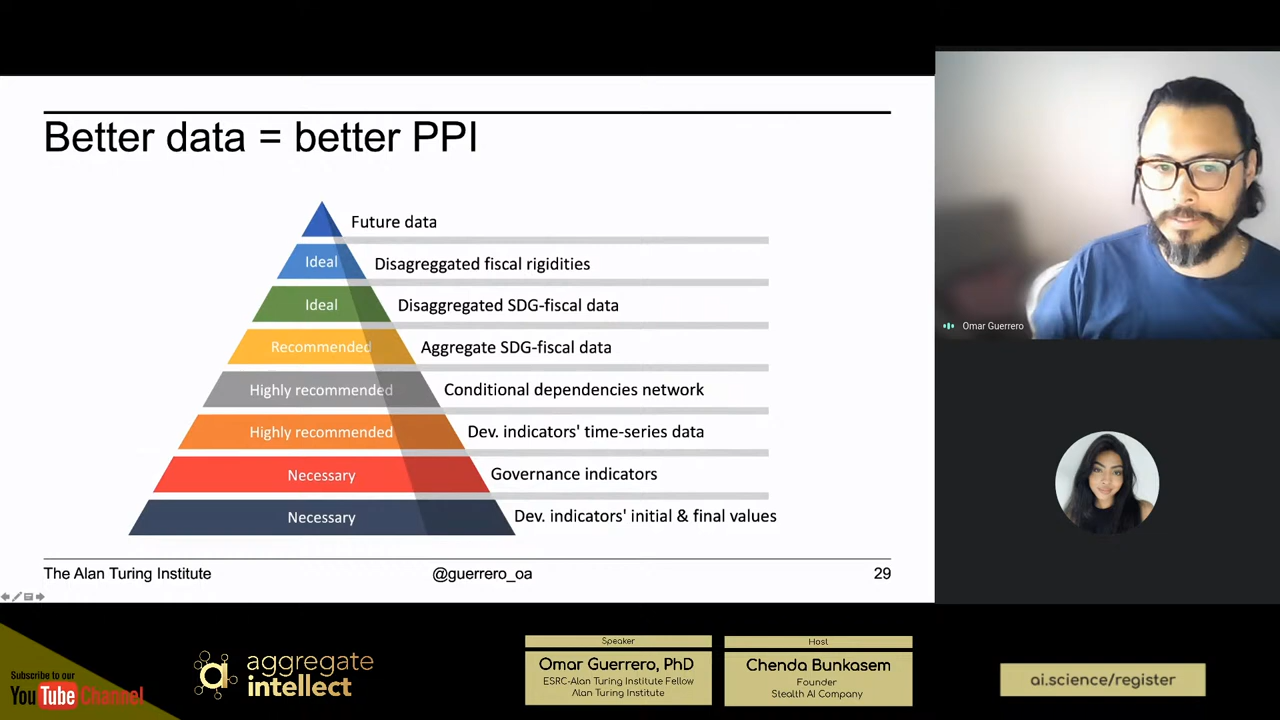 Better data = better PPI
Future data
Ideal
Disagreggated fiscal rigidities
Ideal
Disaggregated SDG-fiscal data
Recommended
Aggregate SDG-fiscal data
Highly recommended
Conditional dependencies network
Highly recommended
Dev. indicators' time-series data
Necessary
Governance indicators
Necessary
Dev. indicators' initial & final values
The Alan Turing Institute
@guerrero_oa
29
Omar Guerrero
Subscribe to our
YouTube Channel
aggregate
intellect
Speaker
Omar Guerrero, PhD
ESRC-Alan Turing Institute Fellow
Alan Turing Institute
Host
Chenda Bunkasem
Founder
Stealth AI Company
ai.science/register